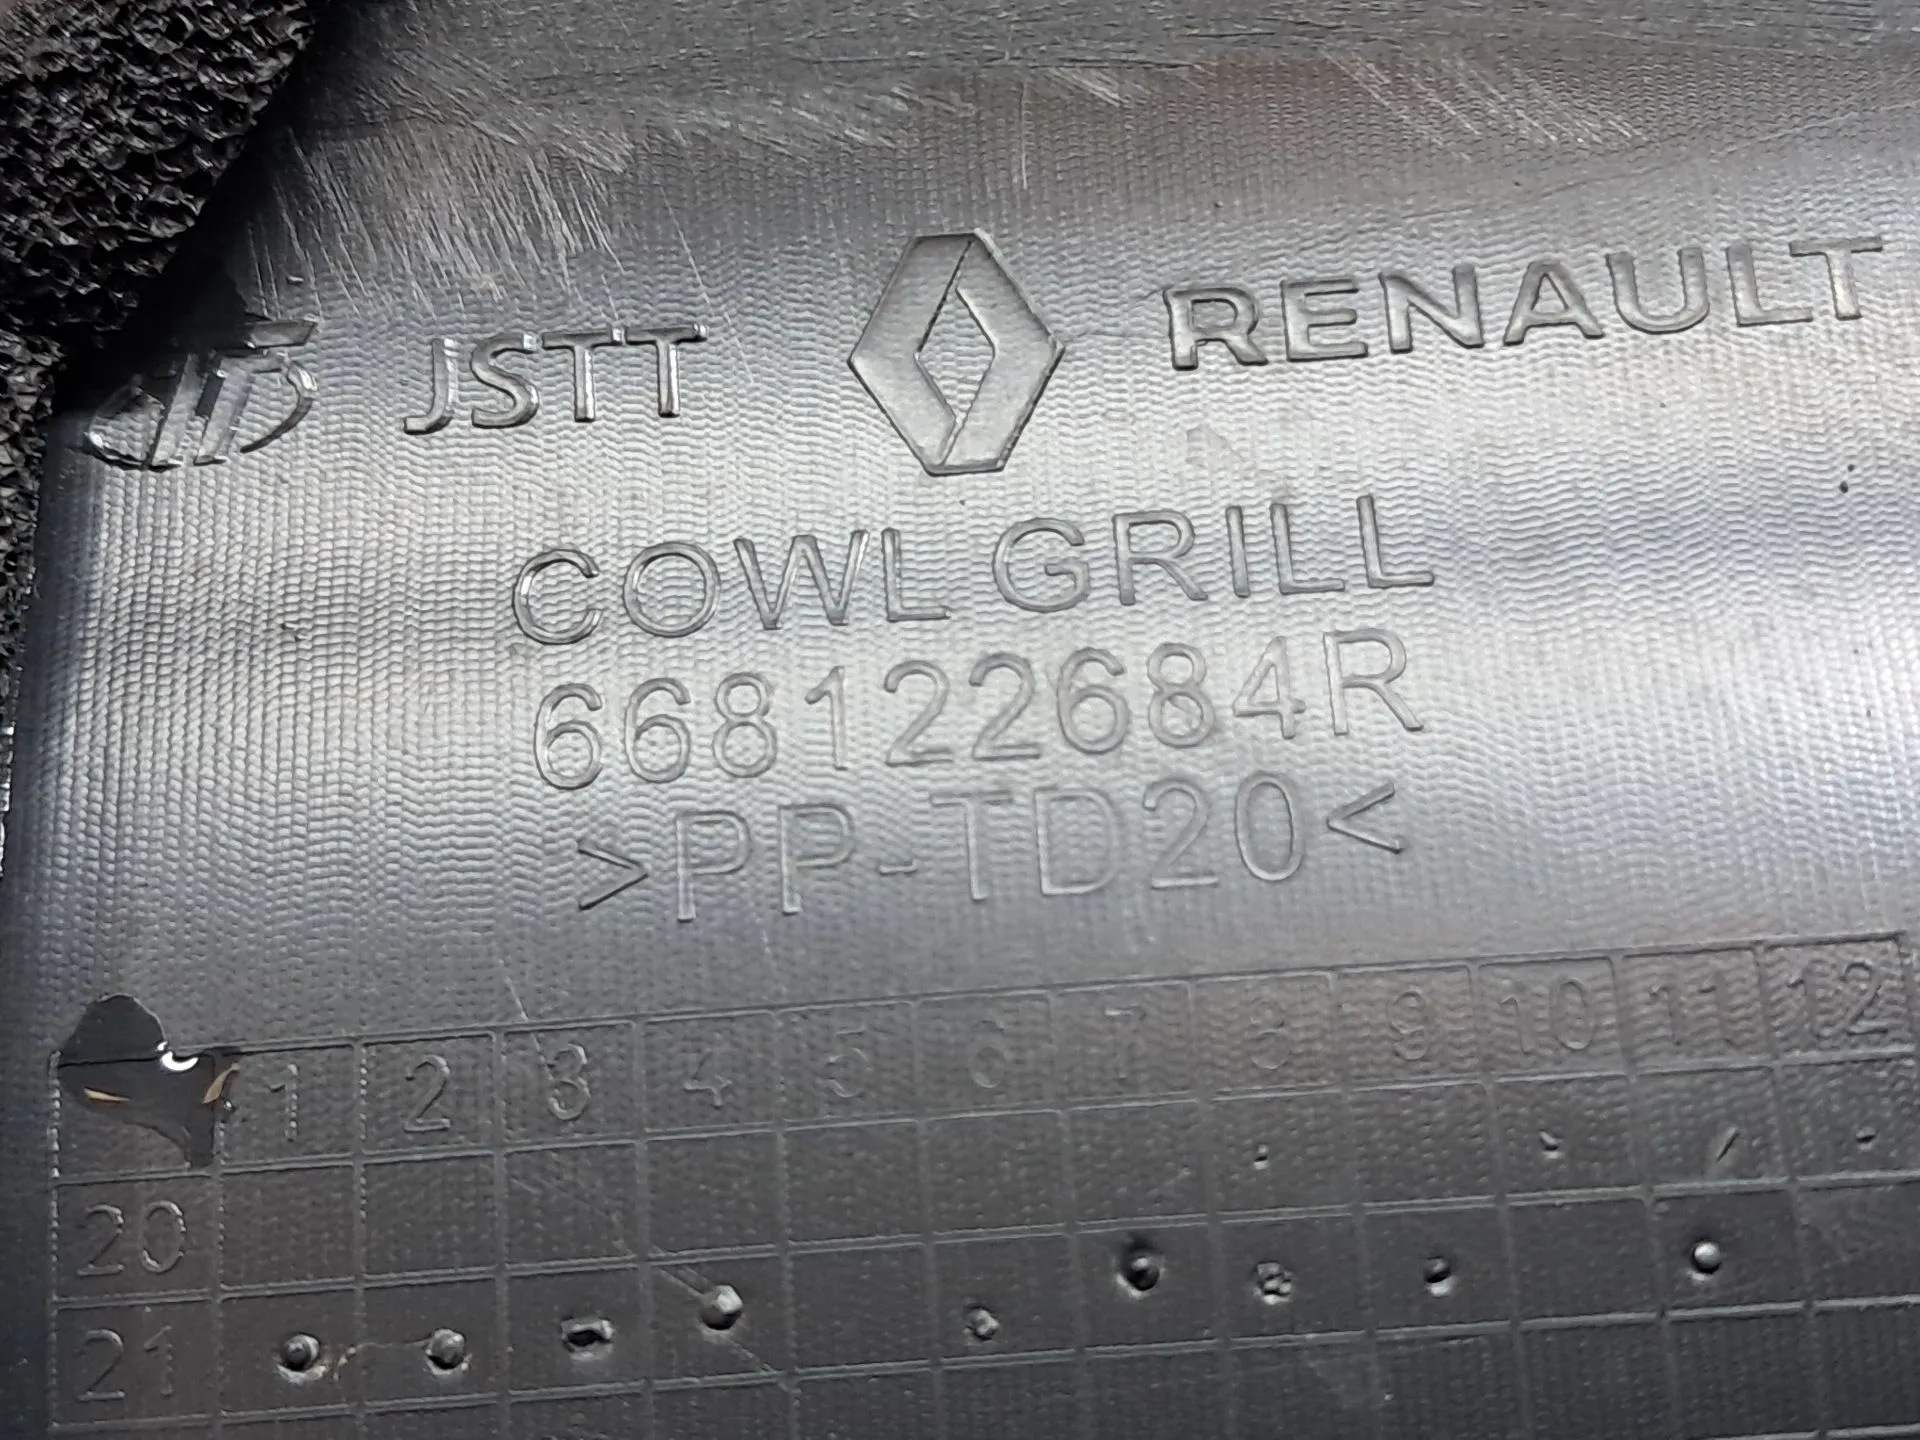 JSTT RENAULT
COWL GRILL
668122684R
>PP-TD20<
1 2 3 4 5 6 7 8 9 10 11 12
20
21